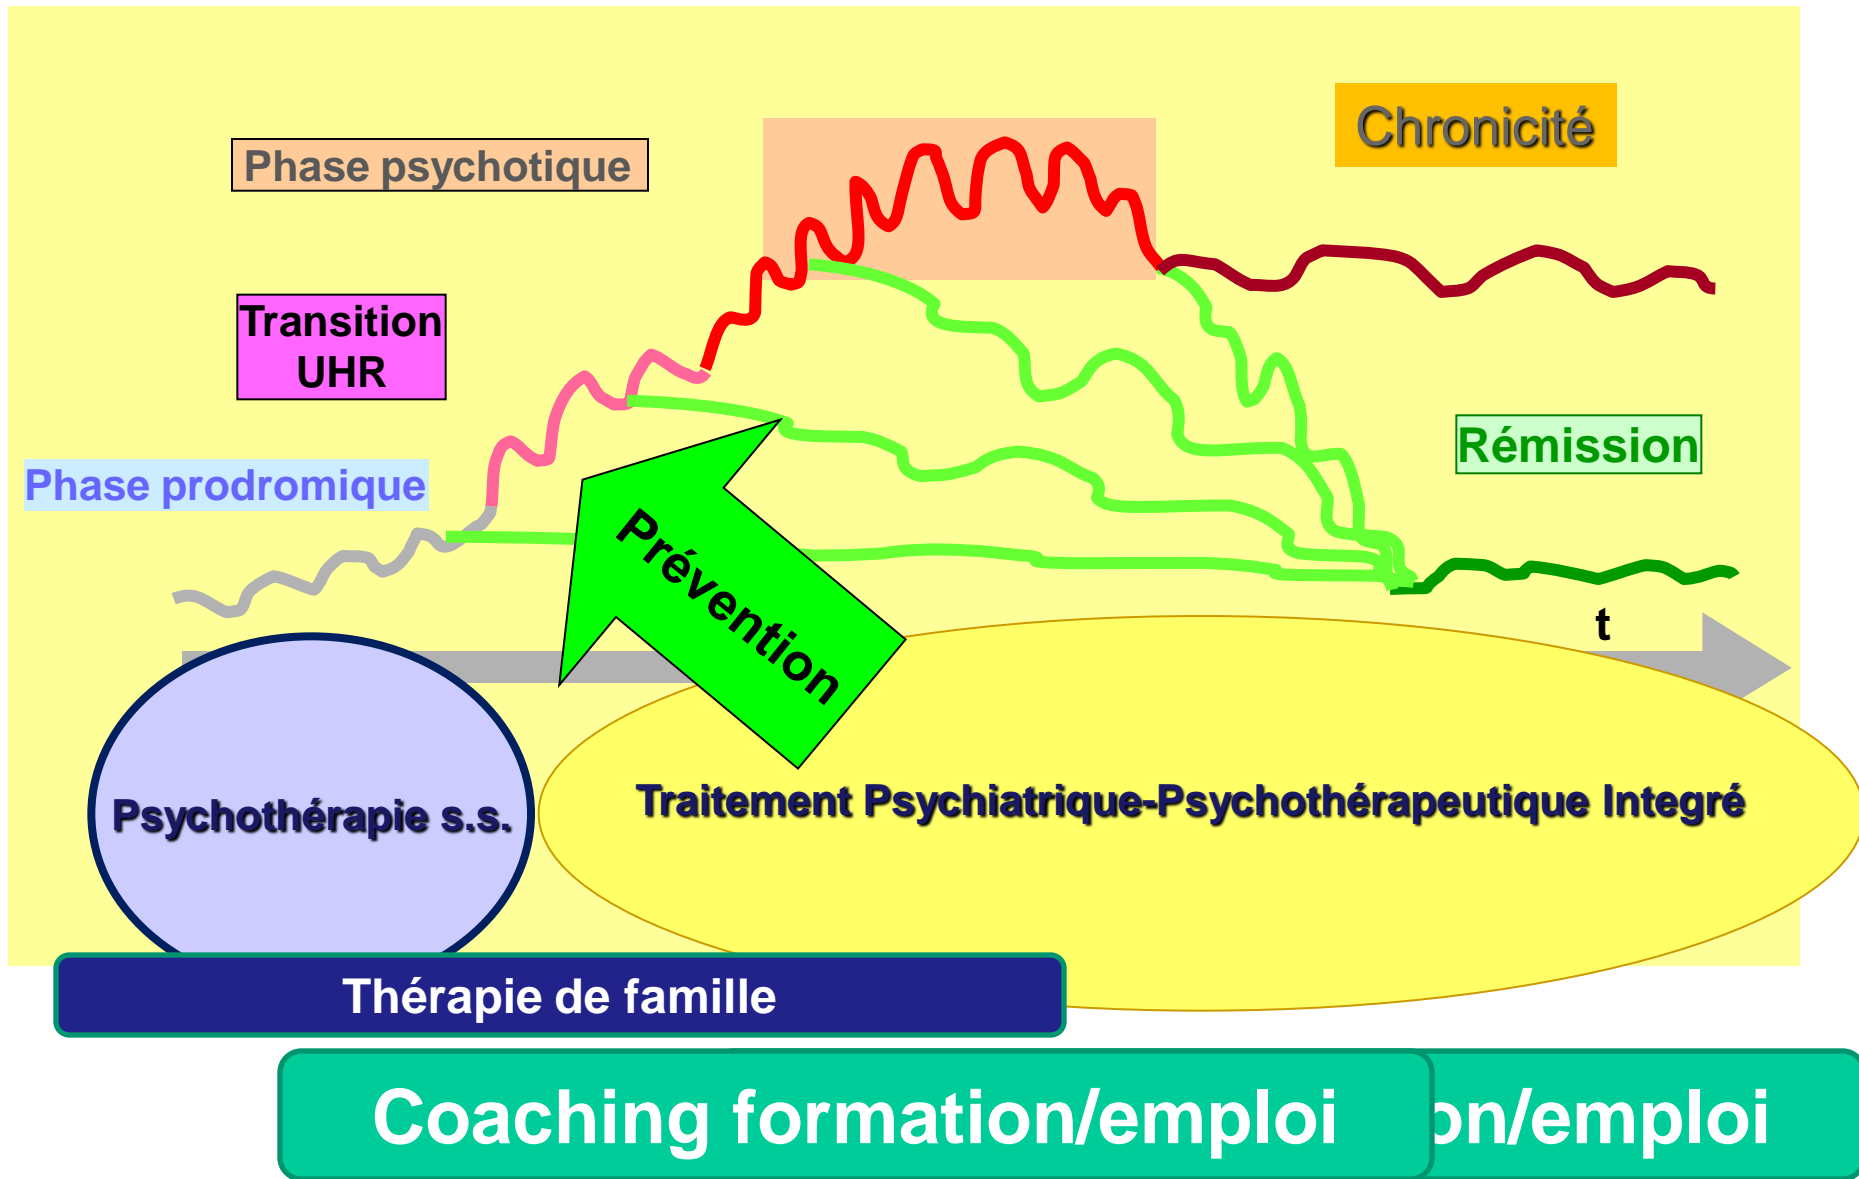 Chronicité
Phase psychotique
Transition
UHR
Rémission
Phase prodromique
Prévention
t
Psychothérapie s.s.
Traitement Psychiatrique-Psychothérapeutique Integré
Thérapie de famille
Coaching formation/emploi
on/emploi